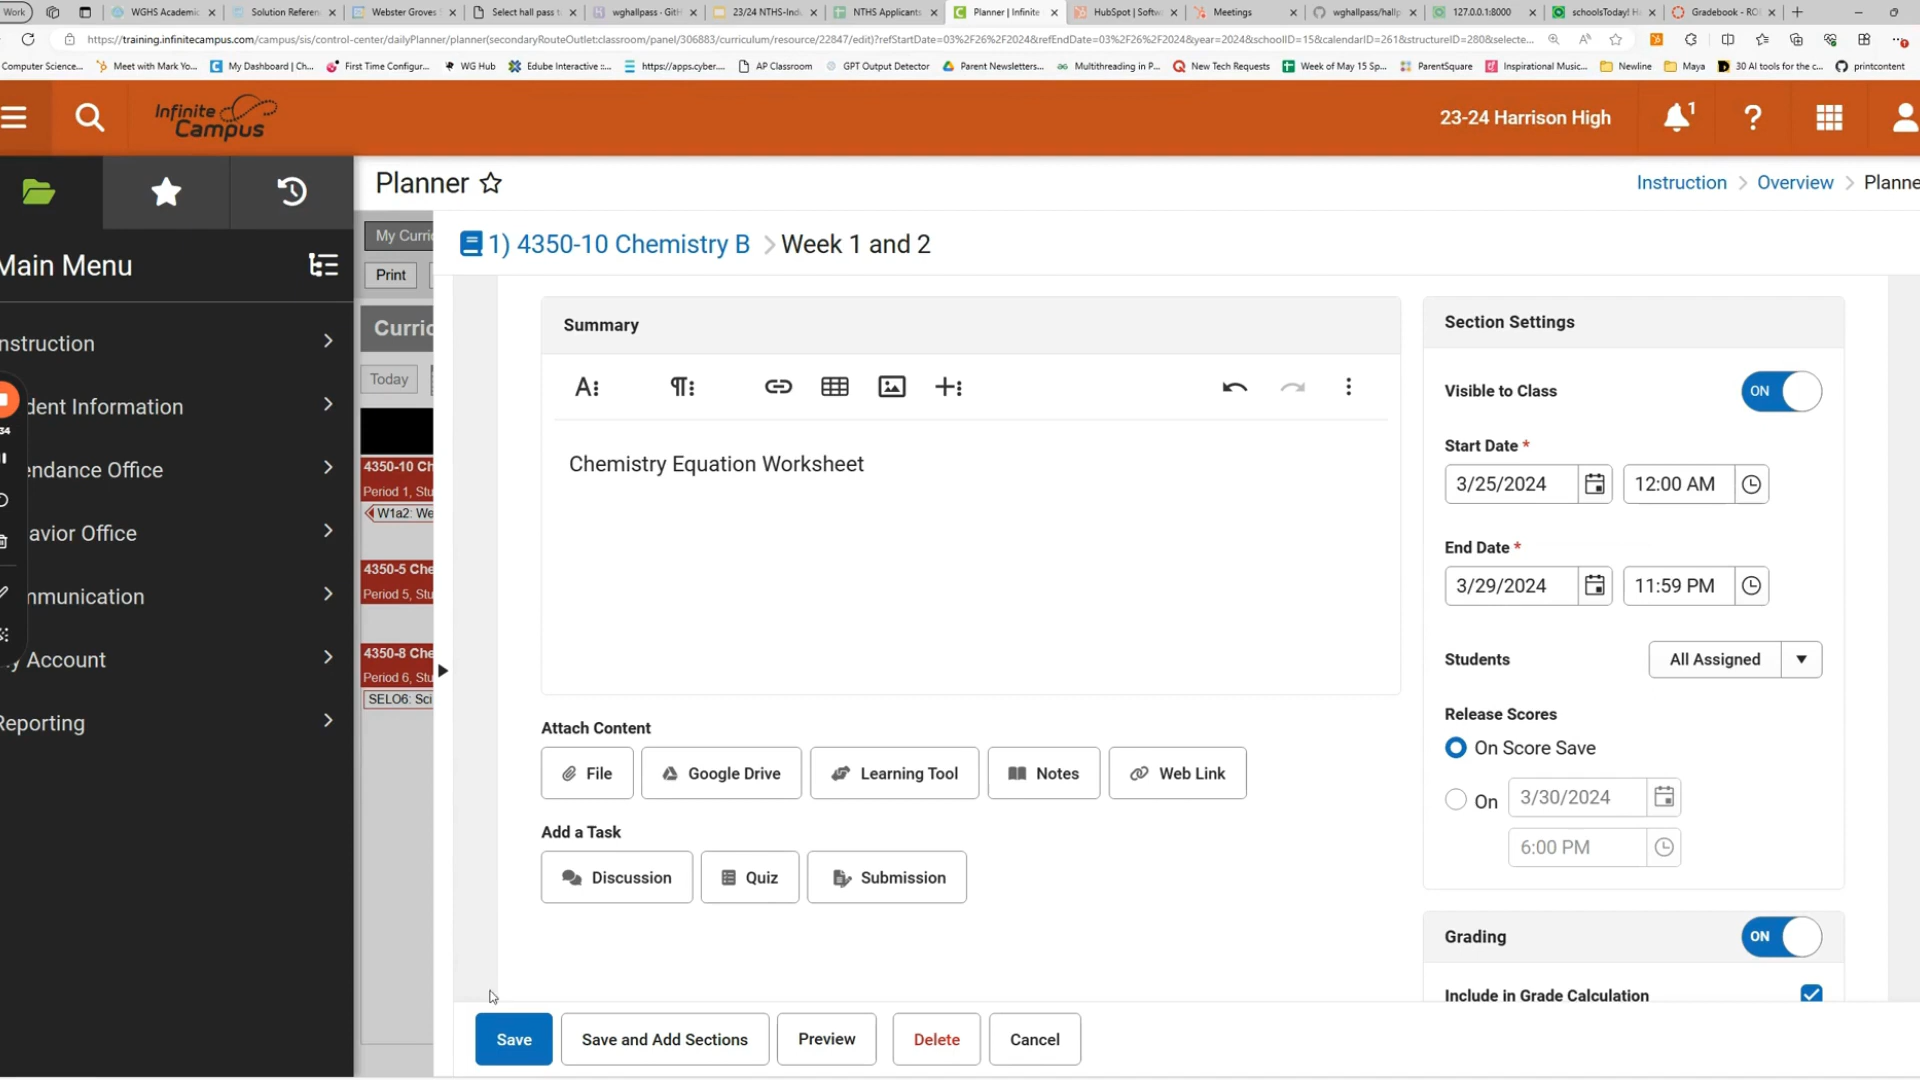 Work
WGHS Academic
Solution Referen
Webster Groves S
Select hall pass t
wghallpass - GitH
23/24 NTHS-Ind
NTHS Applicants
Planner | Infinite
HubSpot | Softw
Meetings
wghallpass/hallp
127.0.0.1:8000
schoolsToday! Ha
Gradebook - RO
https://training.infinitecampus.com/campus/sis/control-center/dailyPlanner/planner(secondaryRouteOutlet:classroom/panel/306883/curriculum/resource/22847/edit)?refStartDate=03%2F26%2F2024&refEndDate=03%2F26%2F2024&year=2024&schoolID=15&calendarID=261&structureID=280&selecte...
Computer Science...
Meet with Mark Yo...
My Dashboard | Ch...
First Time Configur...
WG Hub
Edube Interactive ::...
https://apps.cyber....
AP Classroom
GPT Output Detector
Parent Newsletters...
Multithreading in P...
New Tech Requests
Week of May 15 Sp...
ParentSquare
Inspirational Music...
Newline
Maya
30 AI tools for the c...
printcontent
Infinite Campus
23-24 Harrison High
1
?
Planner
Instruction > Overview > Planne
Main Menu
nstruction
dent Information
endance Office
avior Office
mmunication
y Account
Reporting
34
My Curric
Print
Curric
Today
4350-10 Ch
Period 1, Stu
W1a2: We
4350-5 Che
Period 5, Stu
4350-8 Che
Period 6, Stu
SELO6: Sci
1) 4350-10 Chemistry B > Week 1 and 2
Summary
Chemistry Equation Worksheet
Attach Content
File
Google Drive
Learning Tool
Notes
Web Link
Add a Task
Discussion
Quiz
Submission
Section Settings
Visible to Class
ON
Start Date *
3/25/2024
12:00 AM
End Date *
3/29/2024
11:59 PM
Students
All Assigned
Release Scores
On Score Save
On
3/30/2024
6:00 PM
Grading
ON
Include in Grade Calculation
Save
Save and Add Sections
Preview
Delete
Cancel